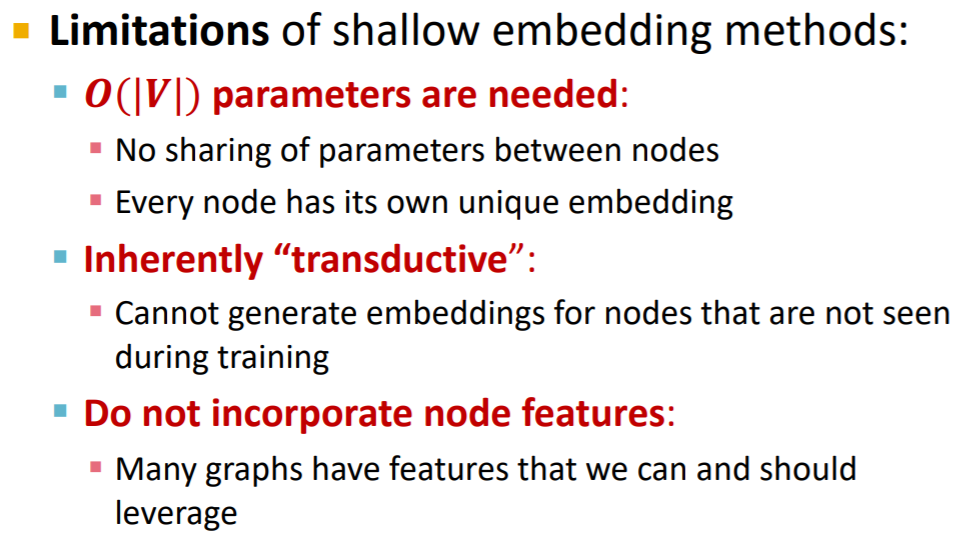 Limitations of shallow embedding methods:
O(|V|) parameters are needed:
No sharing of parameters between nodes
Every node has its own unique embedding
Inherently “transductive”:
Cannot generate embeddings for nodes that are not seen
during training
Do not incorporate node features:
Many graphs have features that we can and should
leverage